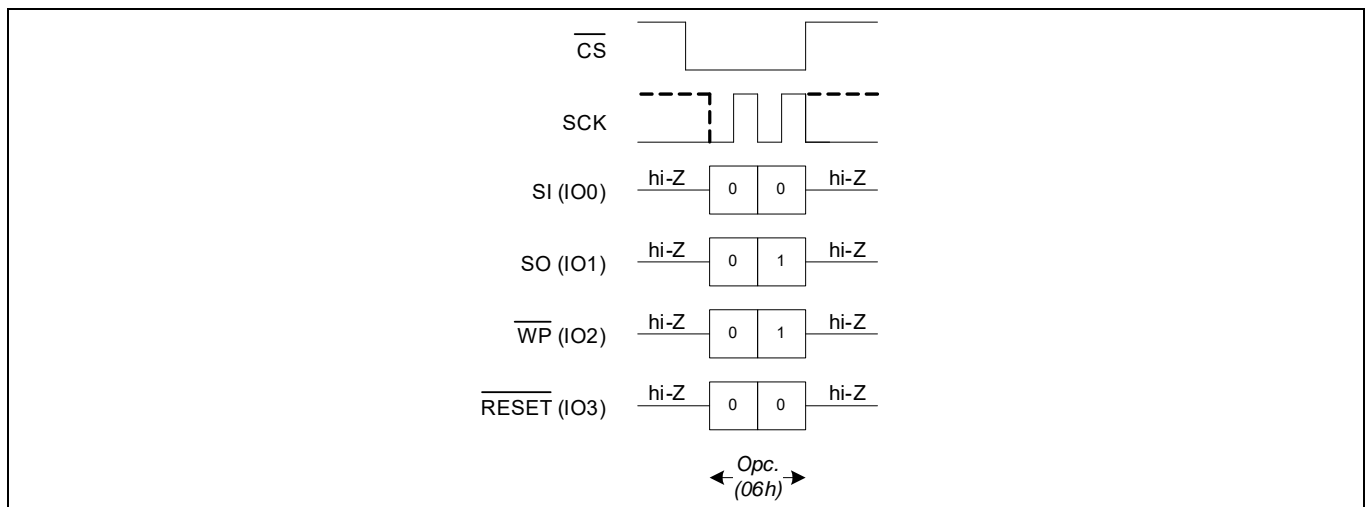 CS
SCK
hi-Z 0 0 hi-Z
SI (IO0)
hi-Z 0 1 hi-Z
SO (IO1)
hi-Z 0 1 hi-Z
WP (IO2)
hi-Z 0 0 hi-Z
RESET (IO3)
Opc.
(06h)